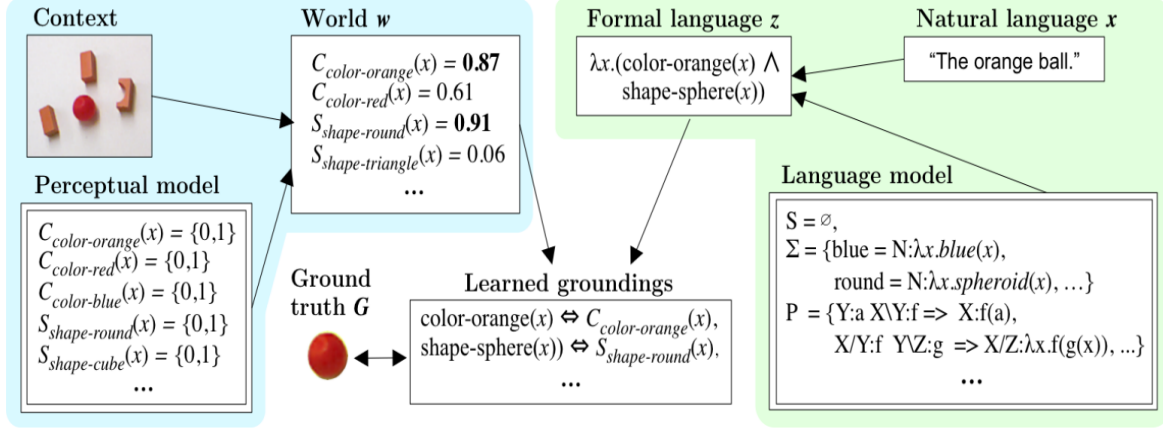 Context
World w
Formal language z
Natural language x
C_color-orange(x) = 0.87
C_color-red(x) = 0.61
S_shape-round(x) = 0.91
S_shape-triangle(x) = 0.06
...
λx.(color-orange(x) ∧
shape-sphere(x))
“The orange ball.”
Perceptual model
C_color-orange(x) = {0,1}
C_color-red(x) = {0,1}
C_color-blue(x) = {0,1}
S_shape-round(x) = {0,1}
S_shape-cube(x) = {0,1}
...
Ground
truth G
Learned groundings
color-orange(x) ⇔ C_color-orange(x),
shape-sphere(x)) ⇔ S_shape-round(x),
...
Language model
S = ∅,
Σ = {blue = N:λx.blue(x),
round = N:λx.spheroid(x), …}
P = {Y:a X\Y:f => X:f(a),
X/Y:f Y\Z:g => X/Z:λx.f(g(x)), ...}
...